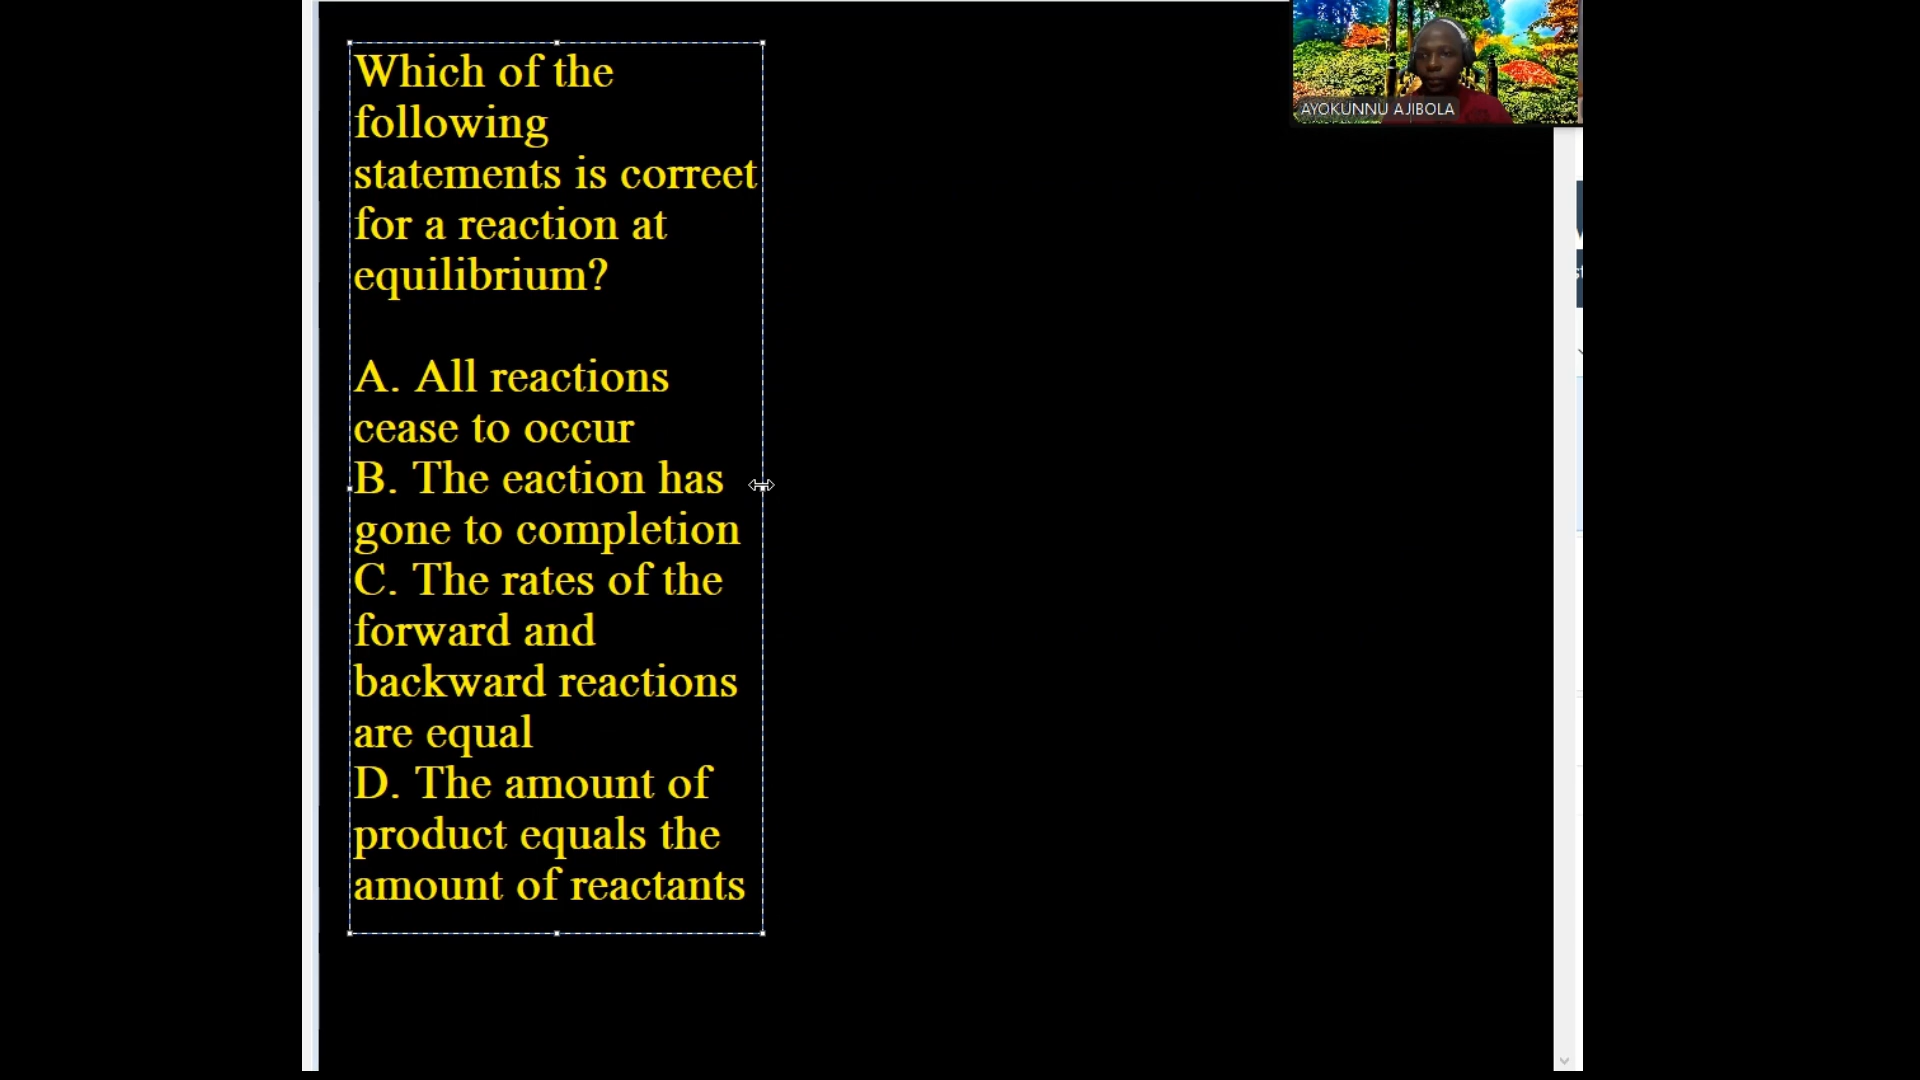 Which of the
following
statements is correet
for a reaction at
equilibrium?
A. All reactions
cease to occur
B. The eaction has
gone to completion
C. The rates of the
forward and
backward reactions
are equal
D. The amount of
product equals the
amount of reactants
AYOKUNNU AJIBOLA